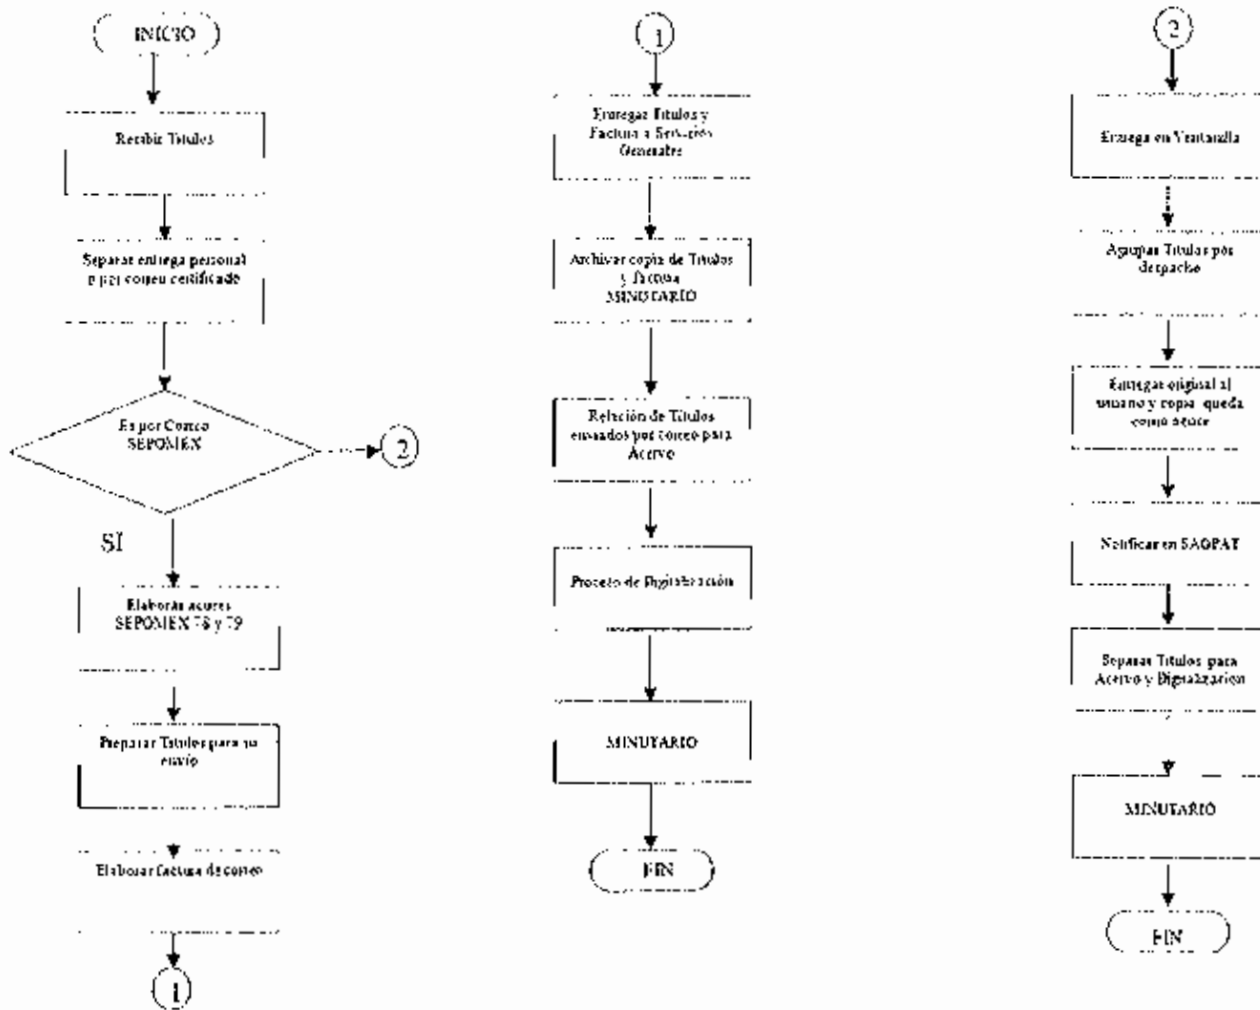 INICIO
Recibir Titulos
Separar entrega personal
o por correo certificado
Es por Correo
SEPOMEX
2
SI
Elaborar acuses
SEPOMEX 78 y 79
Preparar Titulos para su
envio
Elaborar factura de correo
1
1
Entregar Titulos y
Factura a Servicios
Generales
Archivar copia de Titulos
y factura
MINUTARIO
Relación de Titulos
enviados por correo para
Acervo
Proceso de Digitalización
MINUTARIO
FIN
2
Entrega en Ventanilla
Agrupar Titulos por
despacho
Entregar original al
usuario y copia queda
como acuse
Notificar en SAGPAT
Separar Titulos para
Acervo y Digitalización
MINUTARIO
FIN